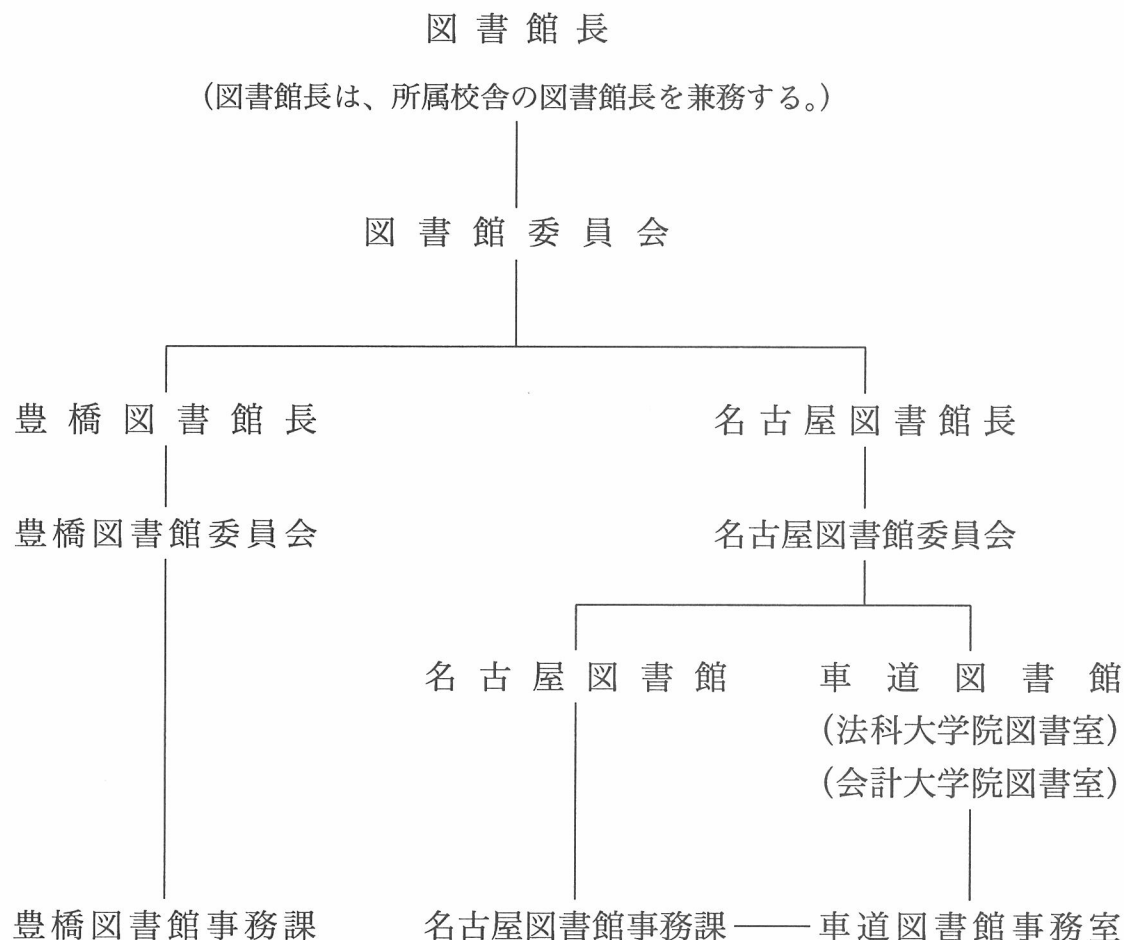 図書館長
（図書館長は、所属校舎の図書館長を兼務する。）
図書館委員会
豊橋図書館長
名古屋図書館長
豊橋図書館委員会
名古屋図書館委員会
名古屋図書館
車道図書館
（法科大学院図書室）
（会計大学院図書室）
豊橋図書館事務課
名古屋図書館事務課
車道図書館事務室